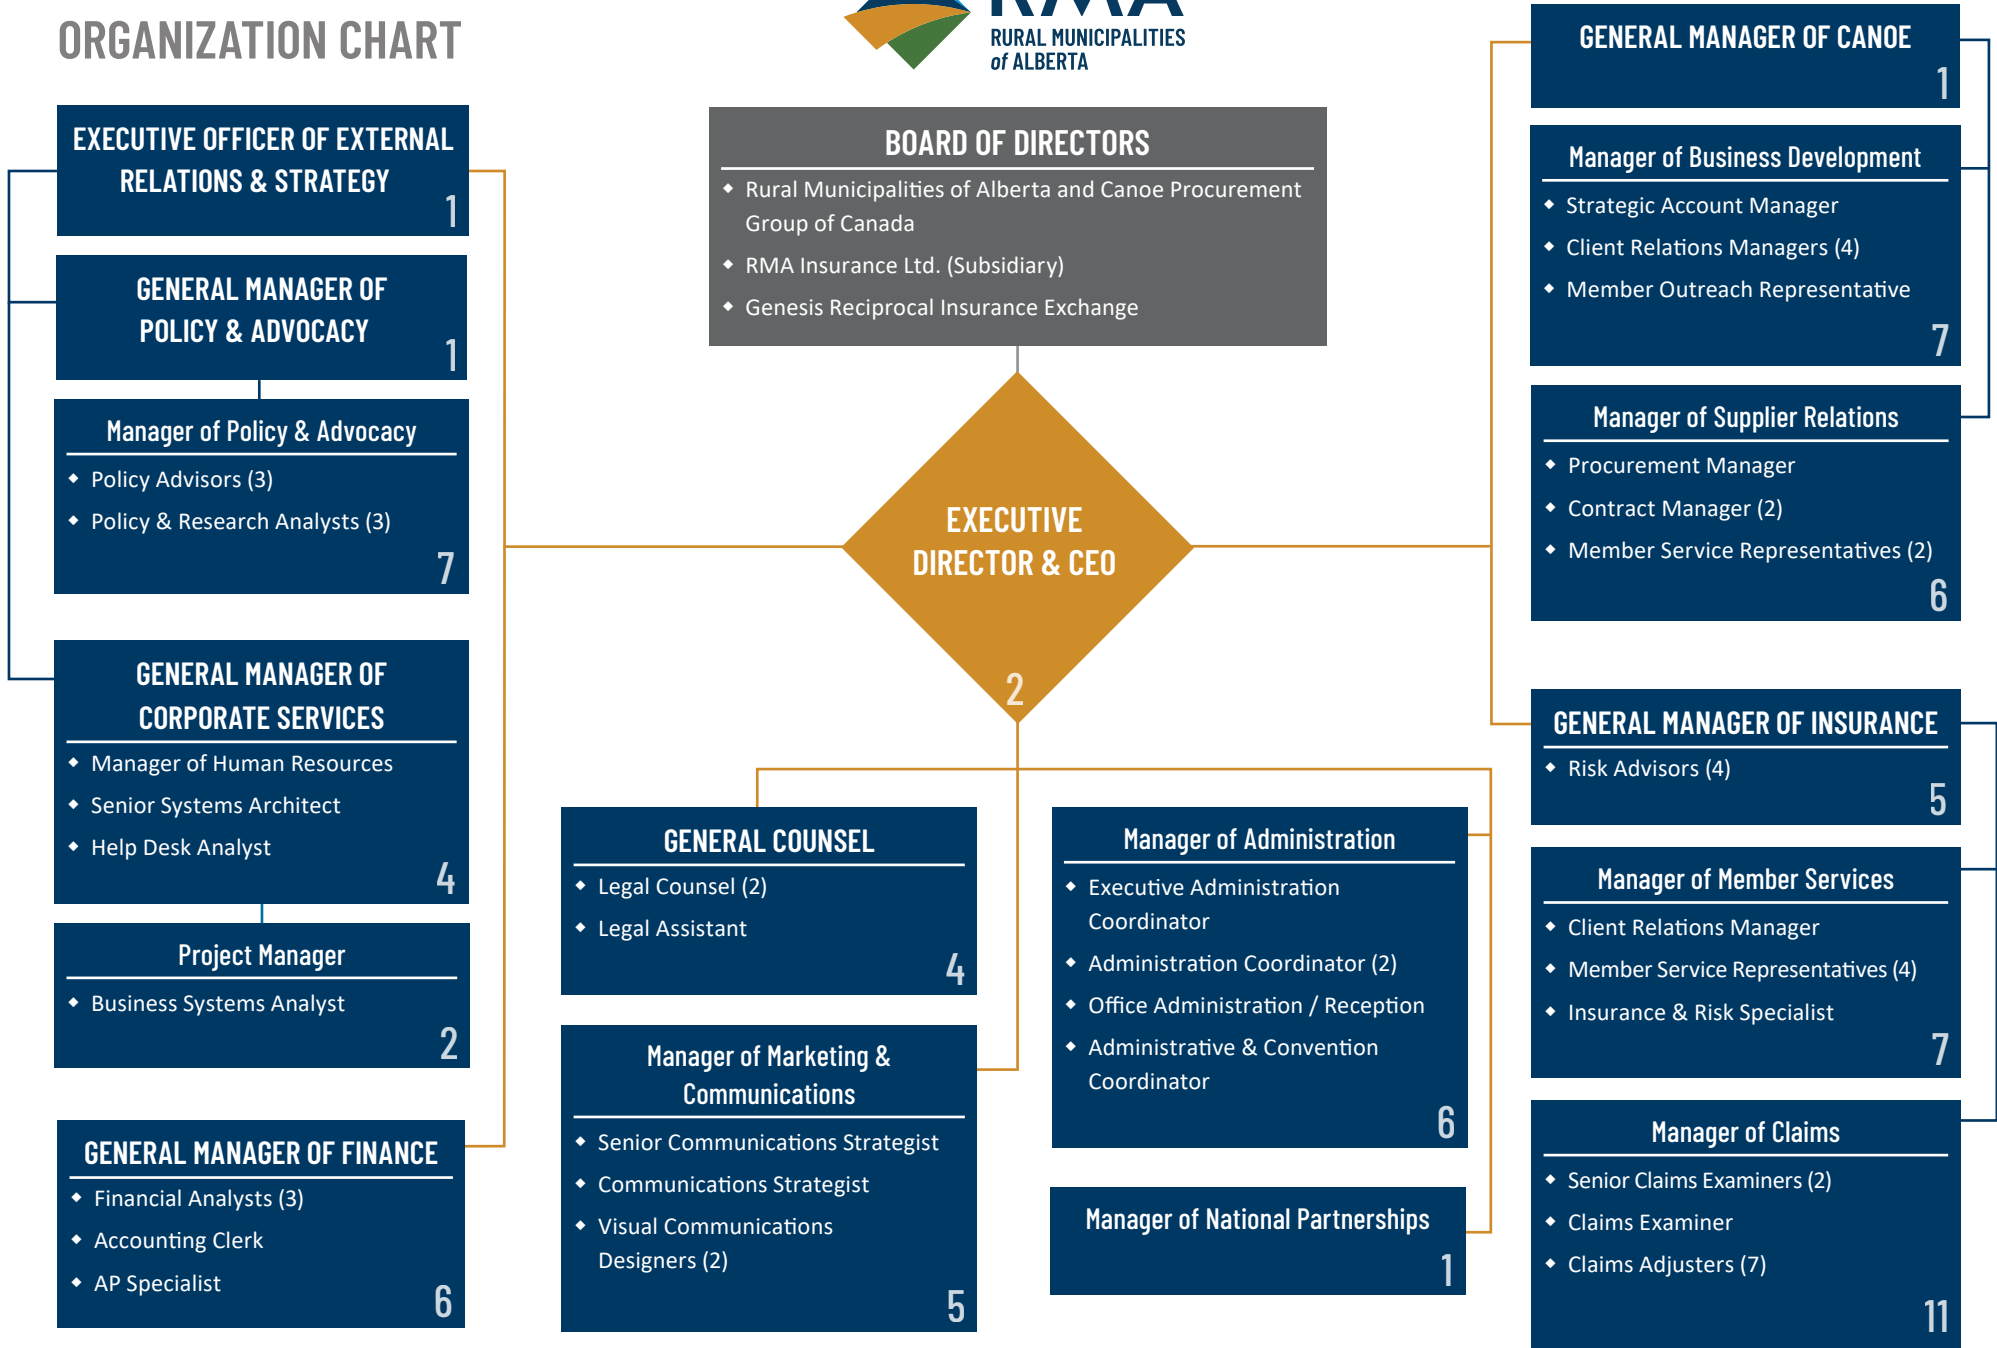 ORGANIZATION CHART
RMA
RURAL MUNICIPALITIES
of ALBERTA
EXECUTIVE OFFICER OF EXTERNAL
RELATIONS & STRATEGY
1
GENERAL MANAGER OF
POLICY & ADVOCACY
1
Manager of Policy & Advocacy
Policy Advisors (3)
Policy & Research Analysts (3)
7
GENERAL MANAGER OF
CORPORATE SERVICES
Manager of Human Resources
Senior Systems Architect
Help Desk Analyst
4
Project Manager
Business Systems Analyst
2
GENERAL MANAGER OF FINANCE
Financial Analysts (3)
Accounting Clerk
AP Specialist
6
BOARD OF DIRECTORS
Rural Municipalities of Alberta and Canoe Procurement
Group of Canada
RMA Insurance Ltd. (Subsidiary)
Genesis Reciprocal Insurance Exchange
EXECUTIVE
DIRECTOR & CEO
2
GENERAL COUNSEL
Legal Counsel (2)
Legal Assistant
4
Manager of Marketing &
Communications
Senior Communications Strategist
Communications Strategist
Visual Communications
Designers (2)
5
Manager of Administration
Executive Administration
Coordinator
Administration Coordinator (2)
Office Administration / Reception
Administrative & Convention
Coordinator
6
Manager of National Partnerships
1
GENERAL MANAGER OF CANOE
1
Manager of Business Development
Strategic Account Manager
Client Relations Managers (4)
Member Outreach Representative
7
Manager of Supplier Relations
Procurement Manager
Contract Manager (2)
Member Service Representatives (2)
6
GENERAL MANAGER OF INSURANCE
Risk Advisors (4)
5
Manager of Member Services
Client Relations Manager
Member Service Representatives (4)
Insurance & Risk Specialist
7
Manager of Claims
Senior Claims Examiners (2)
Claims Examiner
Claims Adjusters (7)
11